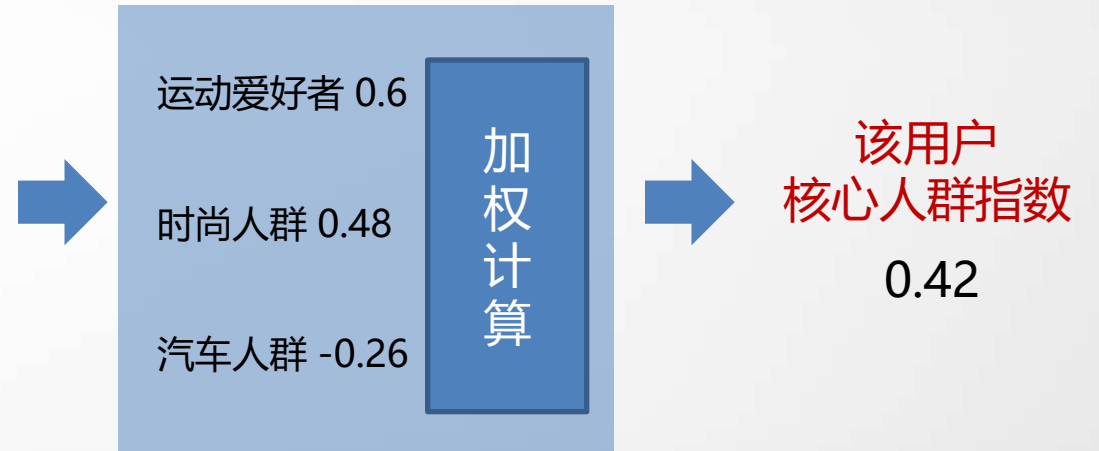 运动爱好者 0.6
时尚人群 0.48
汽车人群 -0.26
加权计算
该用户
核心人群指数
0.42